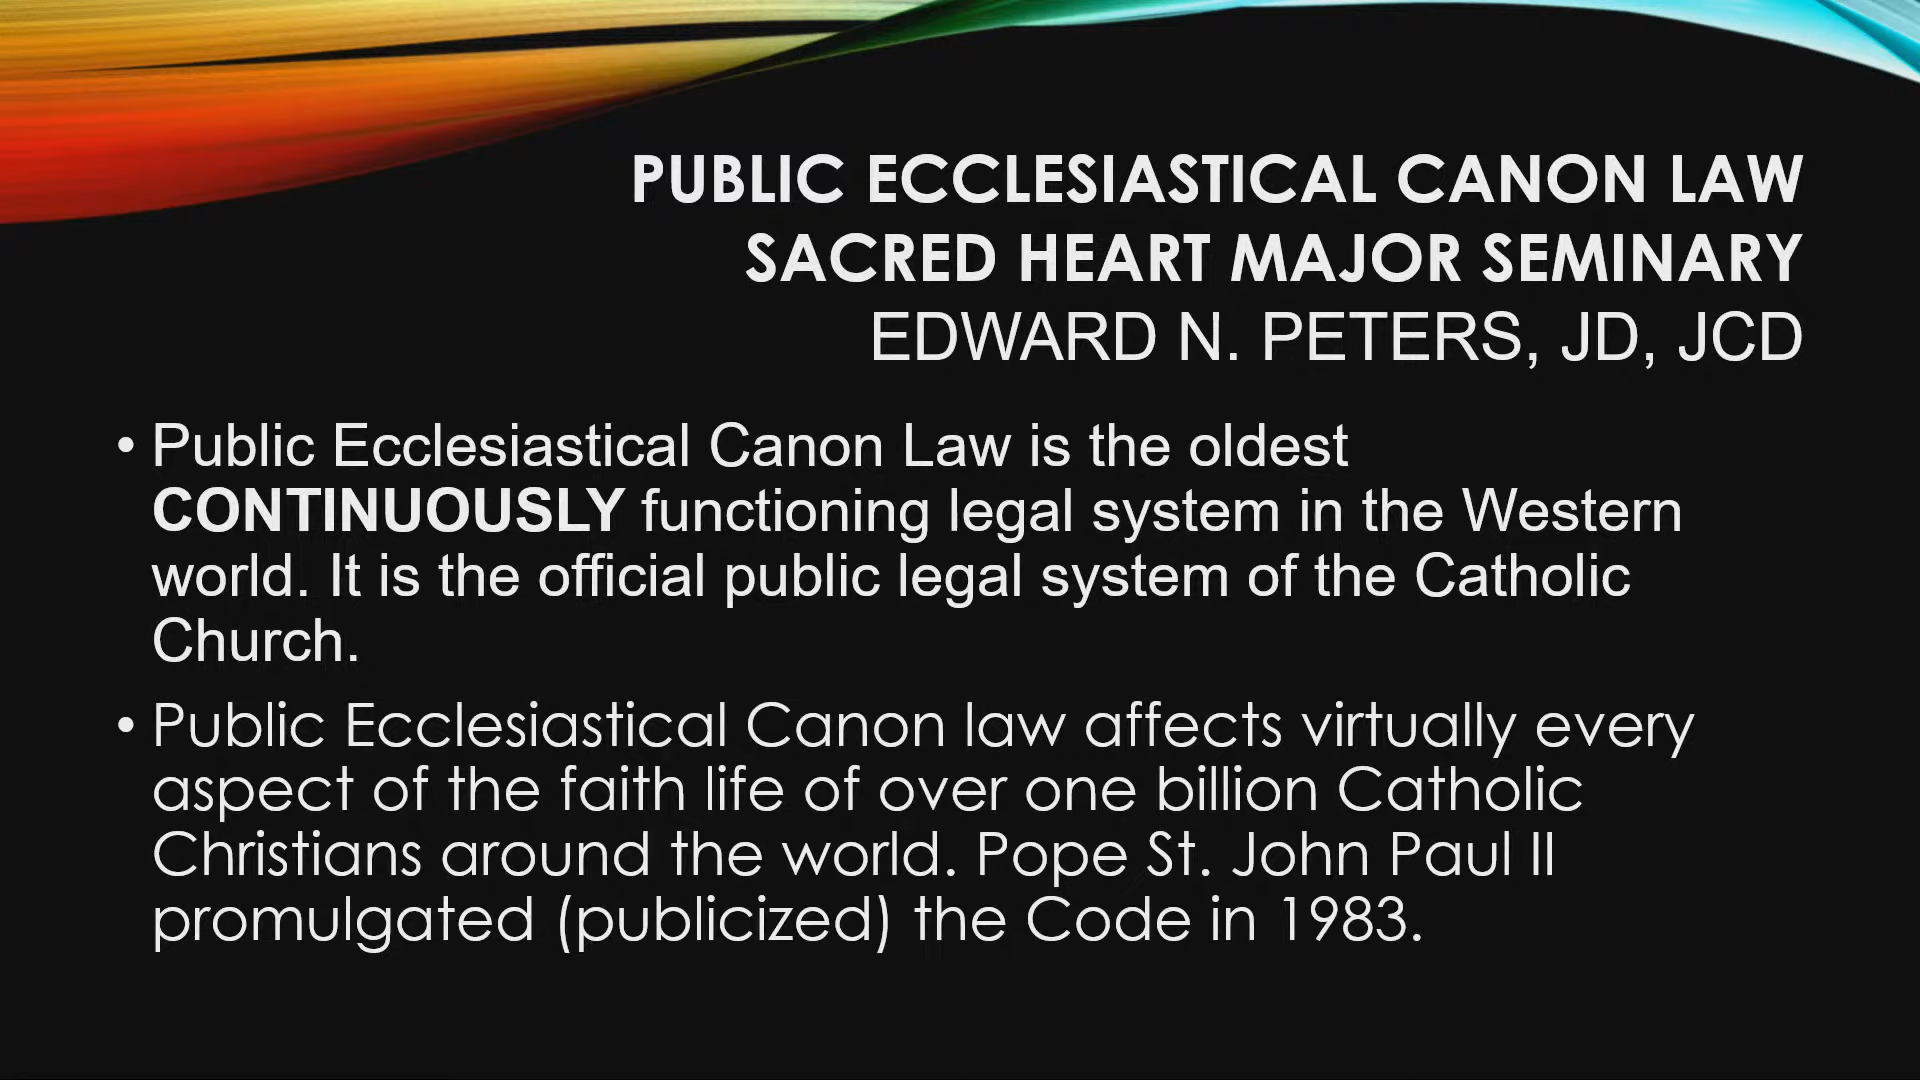 PUBLIC ECCLESIASTICAL CANON LAW
SACRED HEART MAJOR SEMINARY
EDWARD N. PETERS, JD, JCD
• Public Ecclesiastical Canon Law is the oldest
CONTINUOUSLY functioning legal system in the Western
world. It is the official public legal system of the Catholic
Church.
• Public Ecclesiastical Canon law affects virtually every
aspect of the faith life of over one billion Catholic
Christians around the world. Pope St. John Paul II
promulgated (publicized) the Code in 1983.